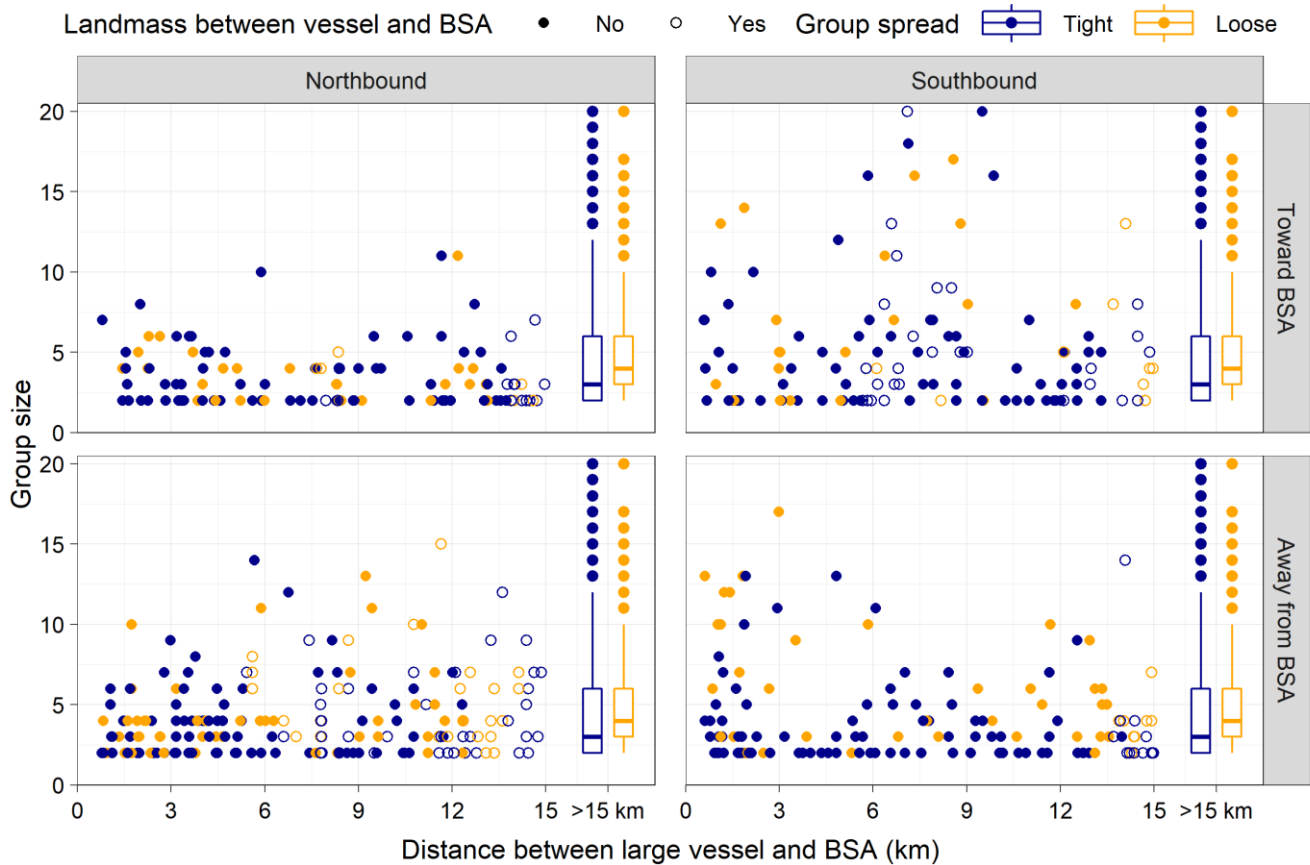 Landmass between vessel and BSA No Yes Group spread Tight Loose
Northbound Southbound
Group size
20
15
10
5
0
Toward BSA
20
15
10
5
0
Away from BSA
0 3 6 9 12 15 >15 km 0 3 6 9 12 15 >15 km
Distance between large vessel and BSA (km)